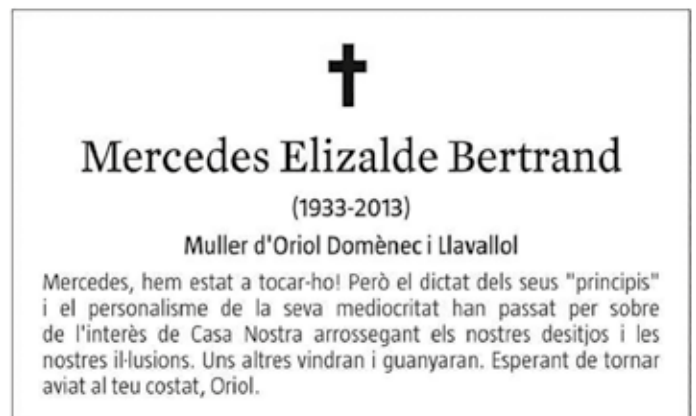 Mercedes Elizalde Bertrand
(1933-2013)
Muller d'Oriol Domènec i Llavallol
Mercedes, hem estat a tocar-ho! Però el dictat dels seus "principis"
i el personalisme de la seva mediocritat han passat per sobre
de l'interès de Casa Nostra arrossegant els nostres desitjos i les
nostres il·lusions. Uns altres vindran i guanyaran. Esperant de tornar
aviat al teu costat, Oriol.